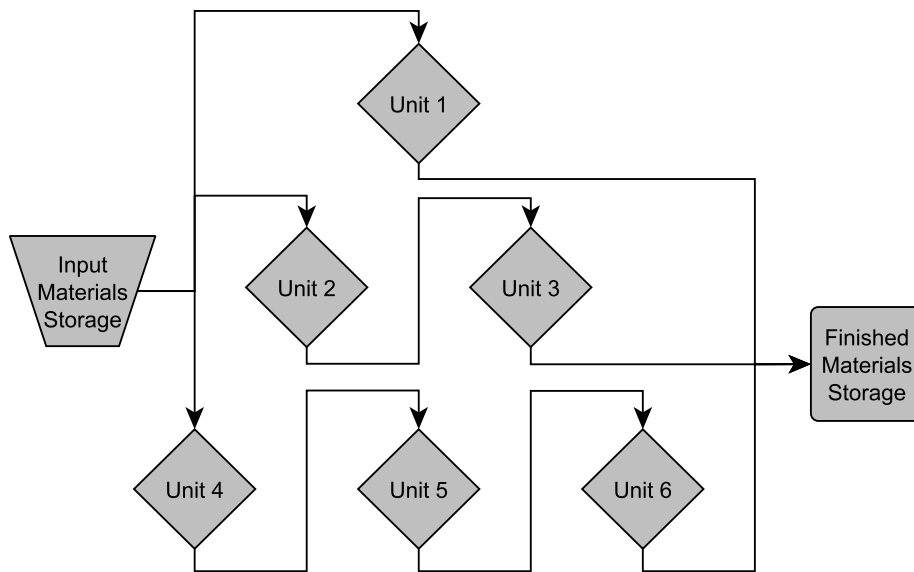 Unit 1
Input
Materials
Storage
Unit 2
Unit 3
Finished
Materials
Storage
Unit 4
Unit 5
Unit 6